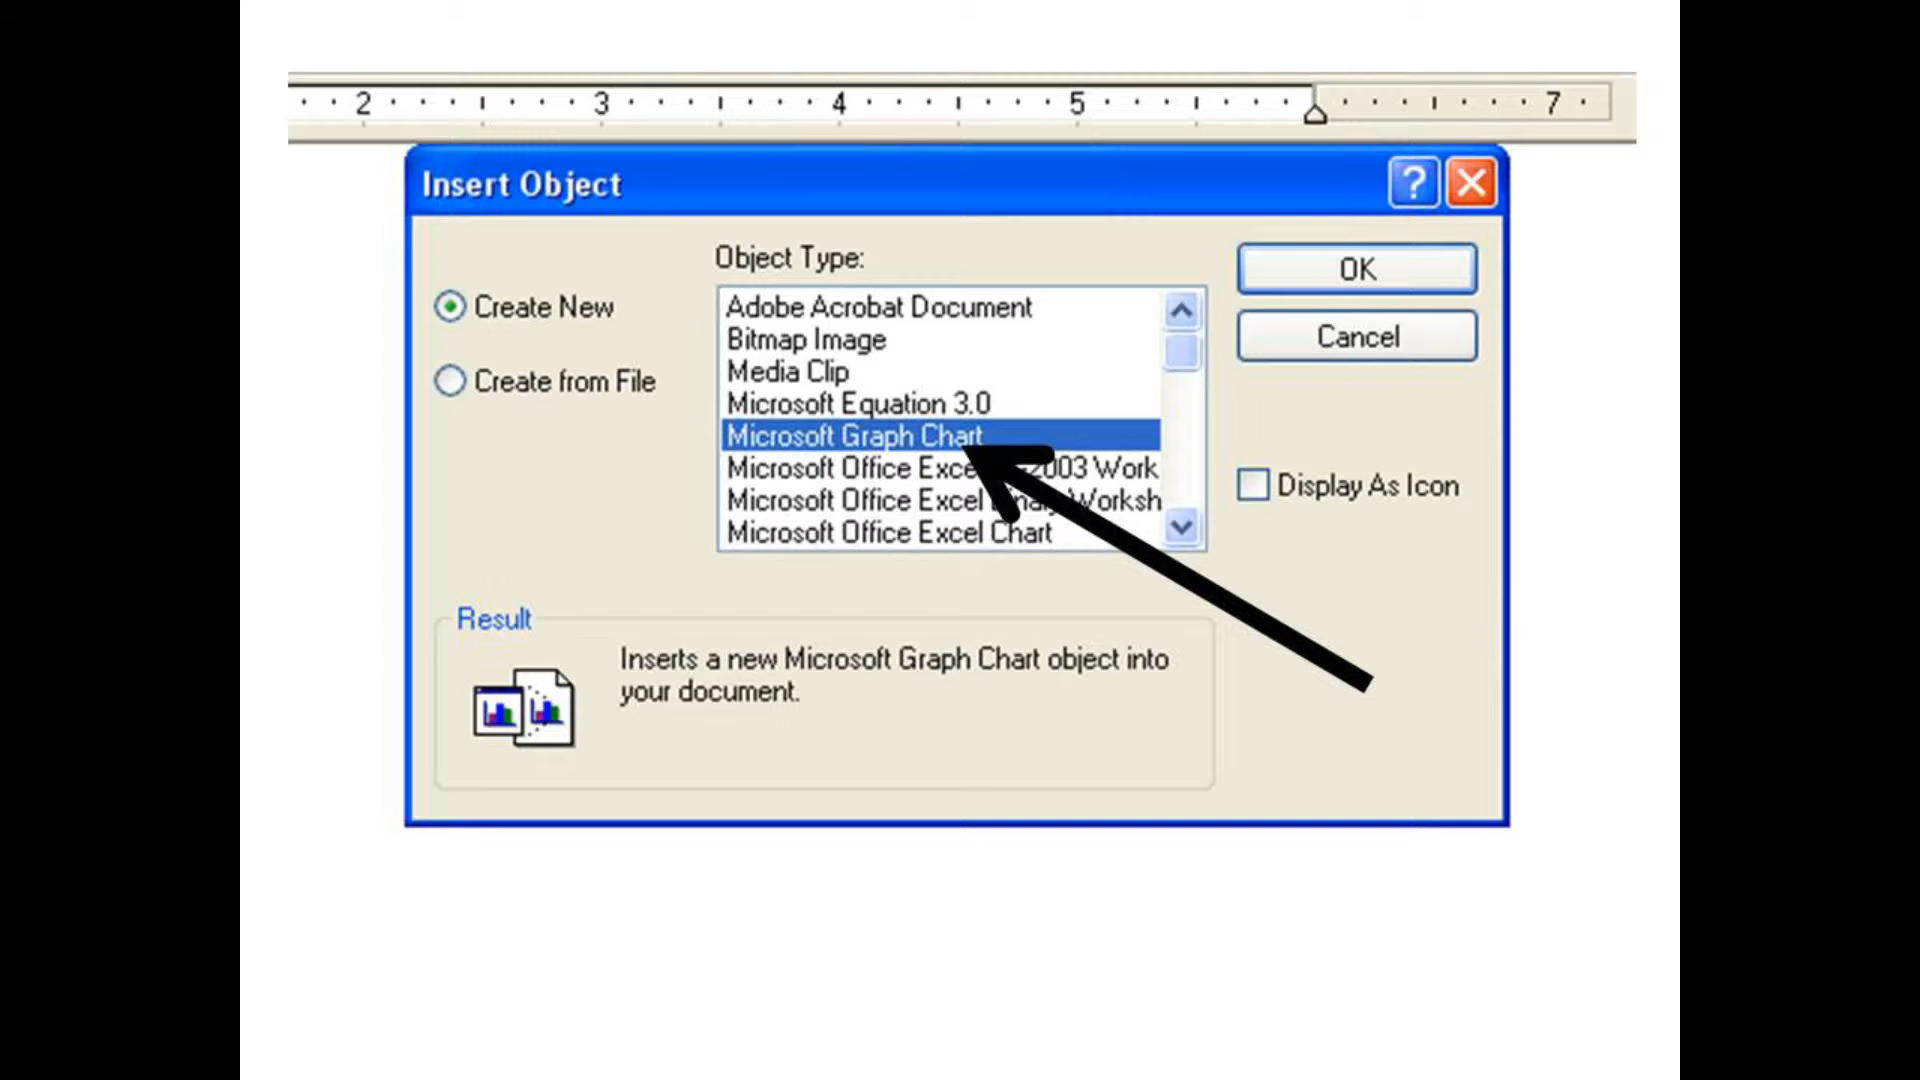 2 3 4 5 7
Insert Object
Object Type:
Create New
Create from File
Adobe Acrobat Document
Bitmap Image
Media Clip
Microsoft Equation 3.0
Microsoft Graph Chart
Microsoft Office Excel 2003 Work
Microsoft Office Excel Worksh
Microsoft Office Excel Chart
OK
Cancel
Display As Icon
Result
Inserts a new Microsoft Graph Chart object into
your document.